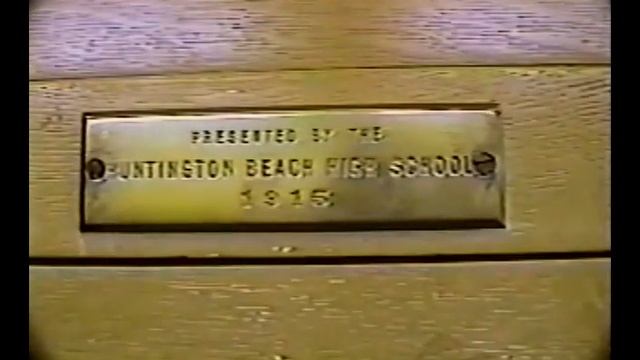 PRESENTED BY THE
HUNTINGTON BEACH HIGH SCHOOL
1915